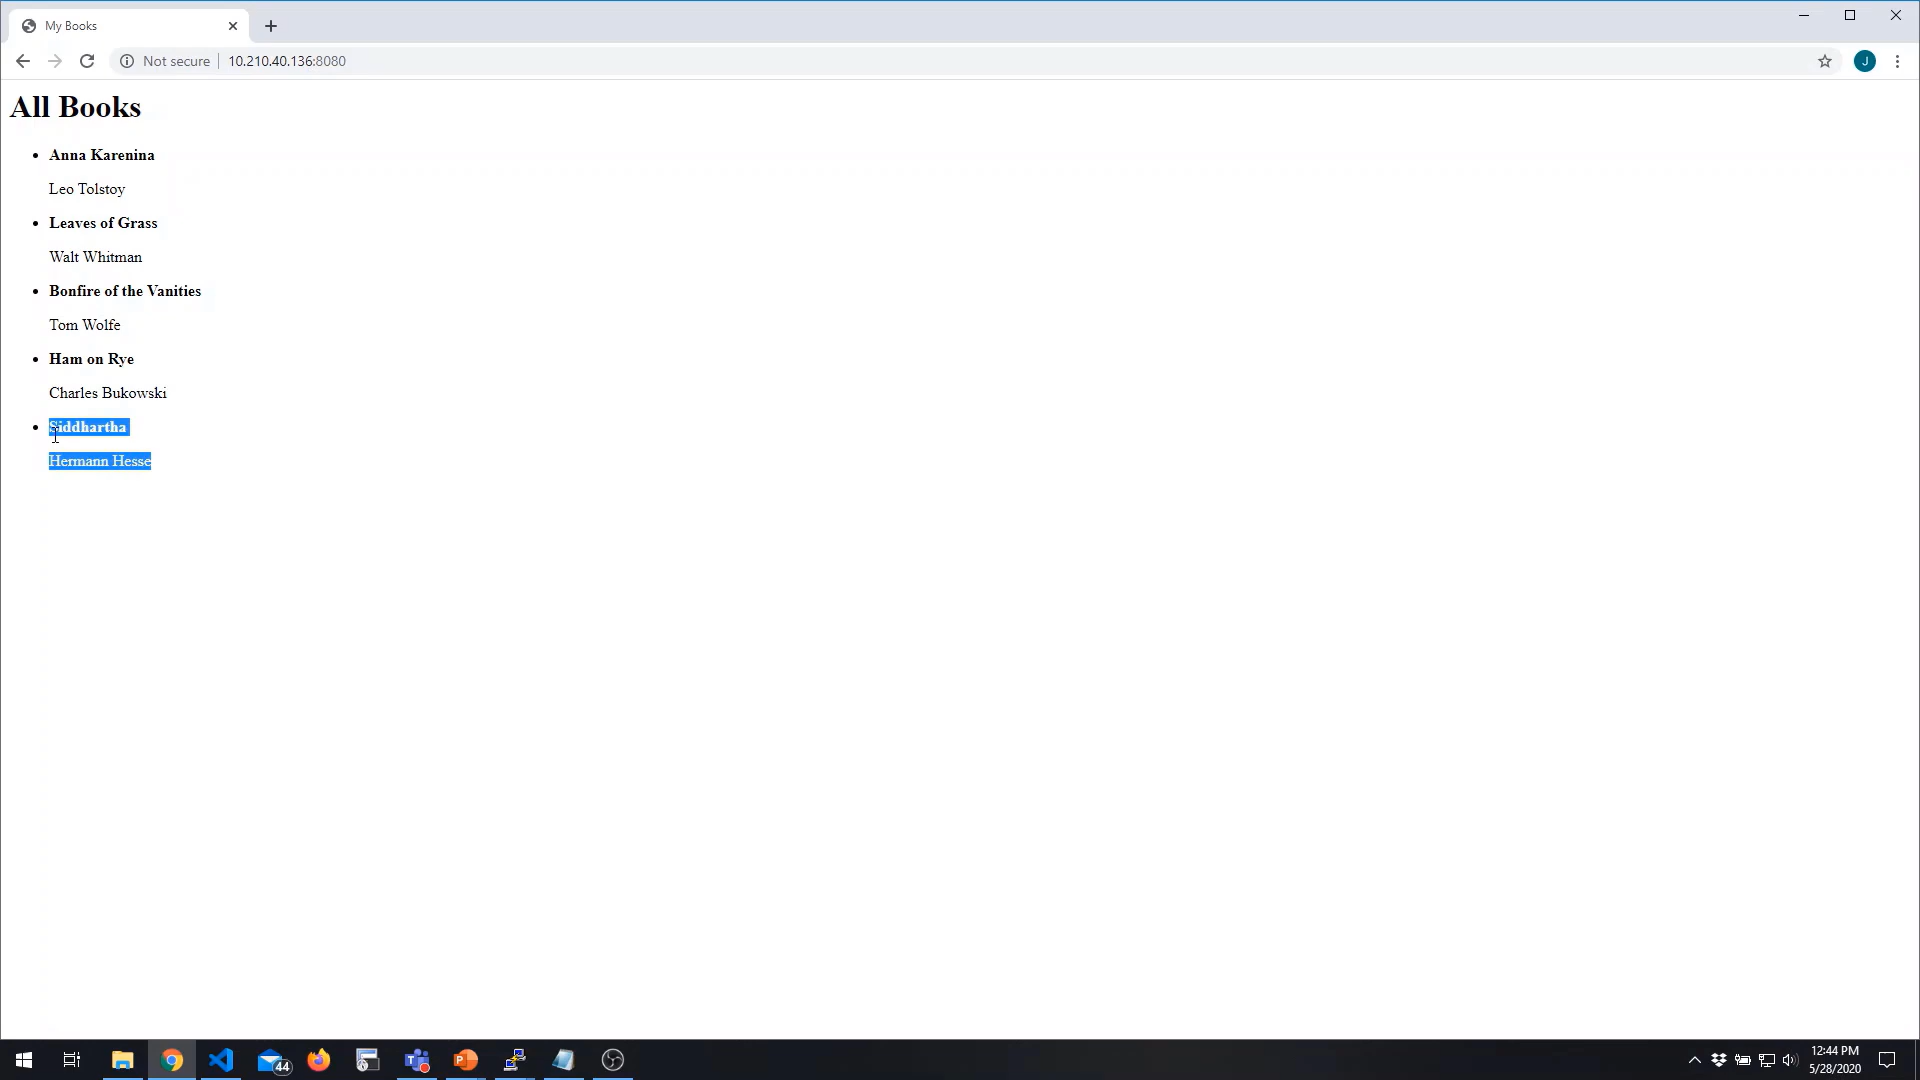 My Books
Not secure
10.210.40.136:8080
J
All Books
Anna Karenina
Leo Tolstoy
Leaves of Grass
Walt Whitman
Bonfire of the Vanities
Tom Wolfe
Ham on Rye
Charles Bukowski
Siddhartha
Hermann Hesse
44
12:44 PM
5/28/2020